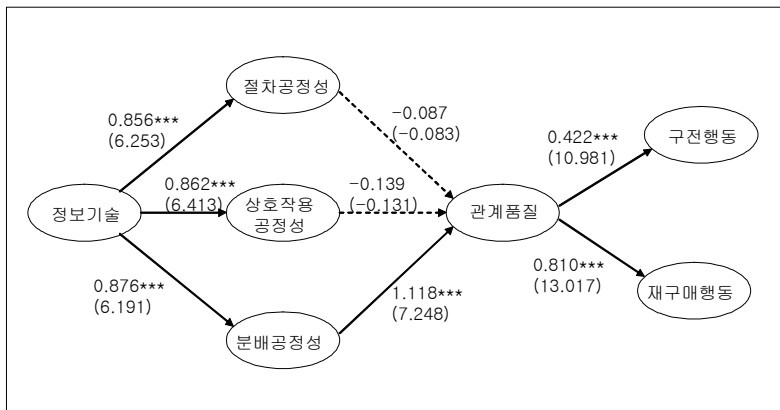 절차공정성
-0.087
(-0.083)
0.856***
(6.253)
0.422***
(10.981)
구전행동
정보기술
0.862***
(6.413)
상호작용
공정성
-0.139
(-0.131)
관계품질
0.876***
(6.191)
1.118***
(7.248)
0.810***
(13.017)
재구매행동
분배공정성